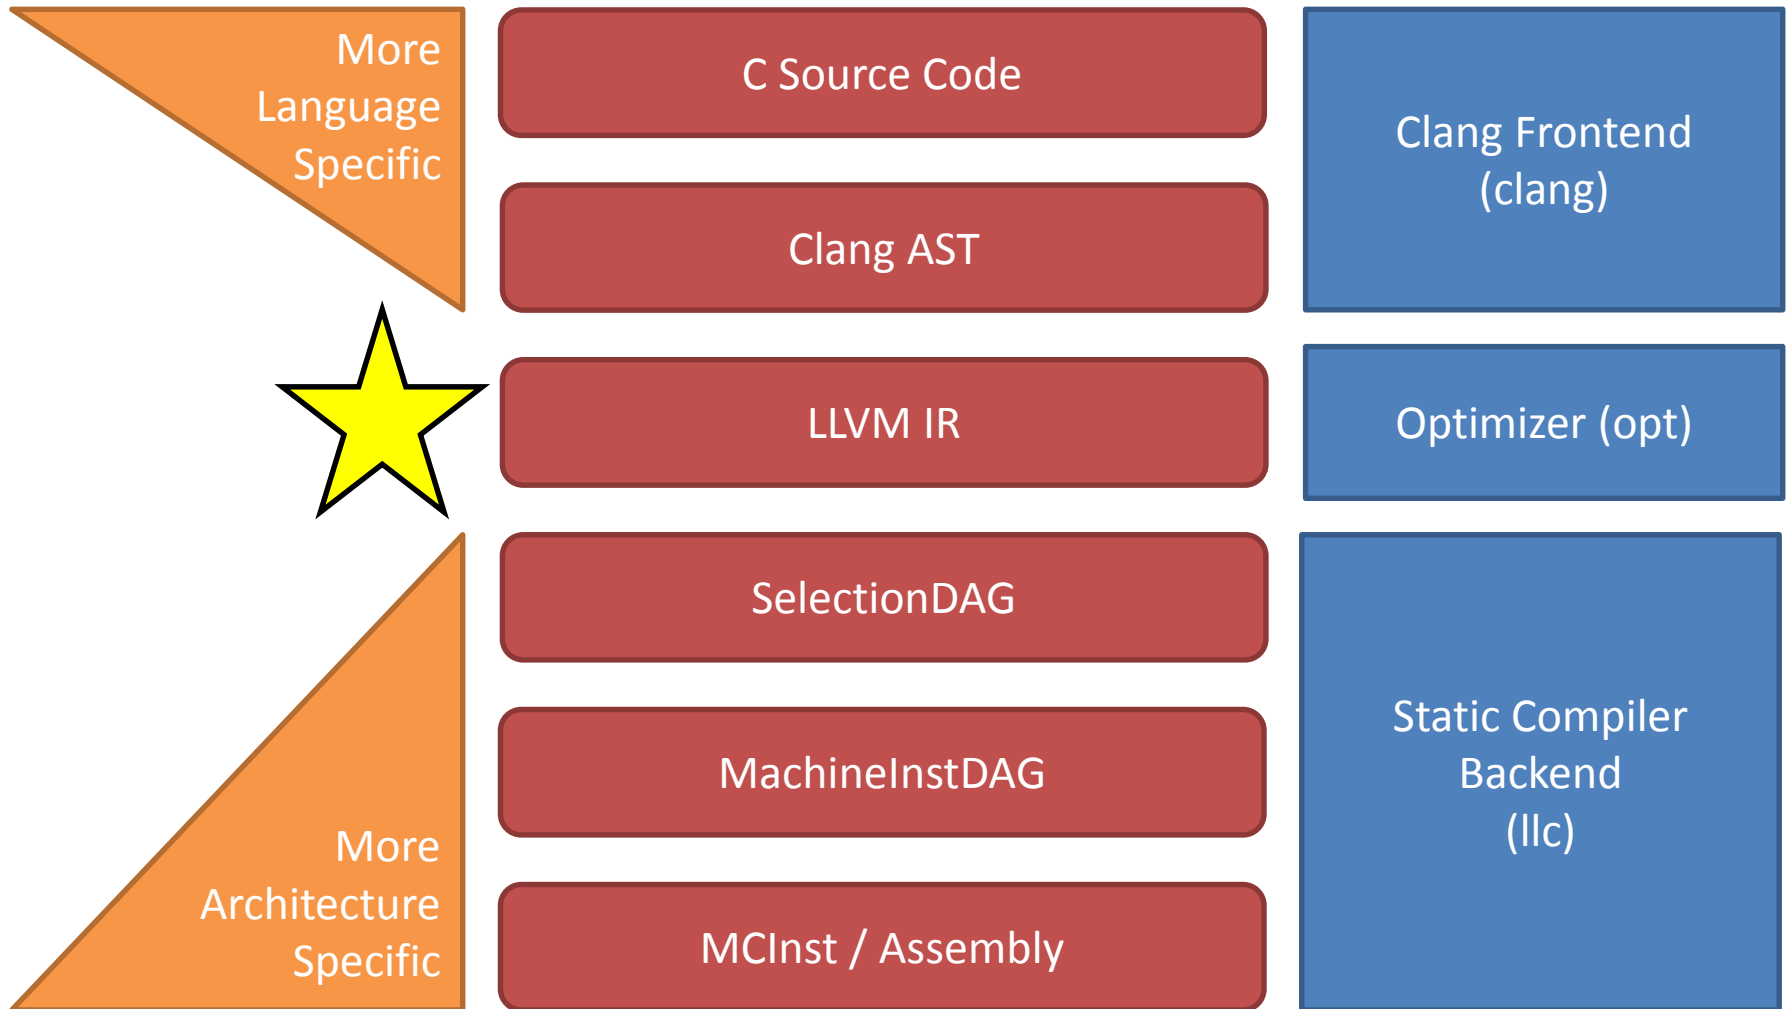 More
Language
Specific
C Source Code
Clang Frontend
(clang)
Clang AST
LLVM IR
Optimizer (opt)
SelectionDAG
MachineInstDAG
Static Compiler
Backend
(llc)
More
Architecture
Specific
MCInst / Assembly